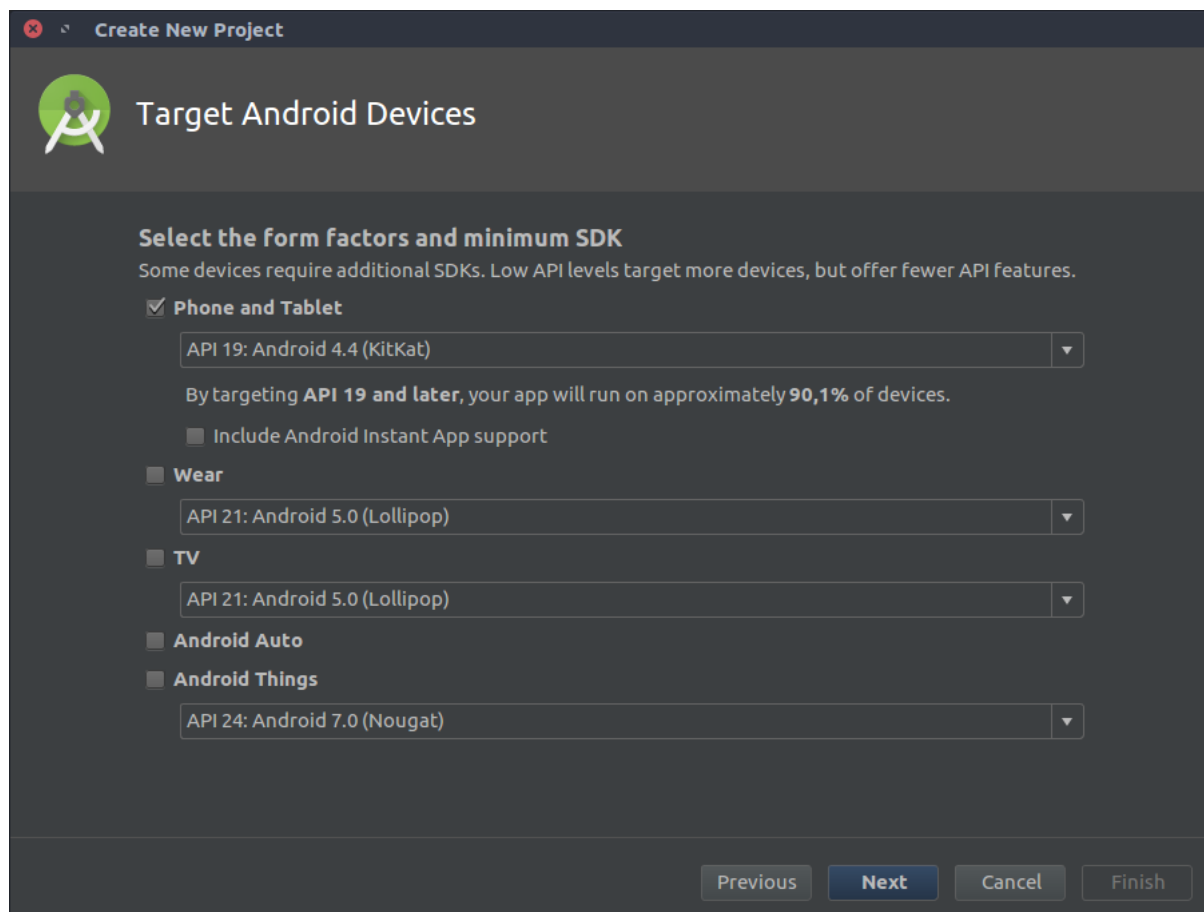 Create New Project
Target Android Devices
Select the form factors and minimum SDK
Some devices require additional SDKs. Low API levels target more devices, but offer fewer API features.
Phone and Tablet
API 19: Android 4.4 (KitKat)
By targeting API 19 and later, your app will run on approximately 90,1% of devices.
Include Android Instant App support
Wear
API 21: Android 5.0 (Lollipop)
TV
API 21: Android 5.0 (Lollipop)
Android Auto
Android Things
API 24: Android 7.0 (Nougat)
Previous Next Cancel Finish